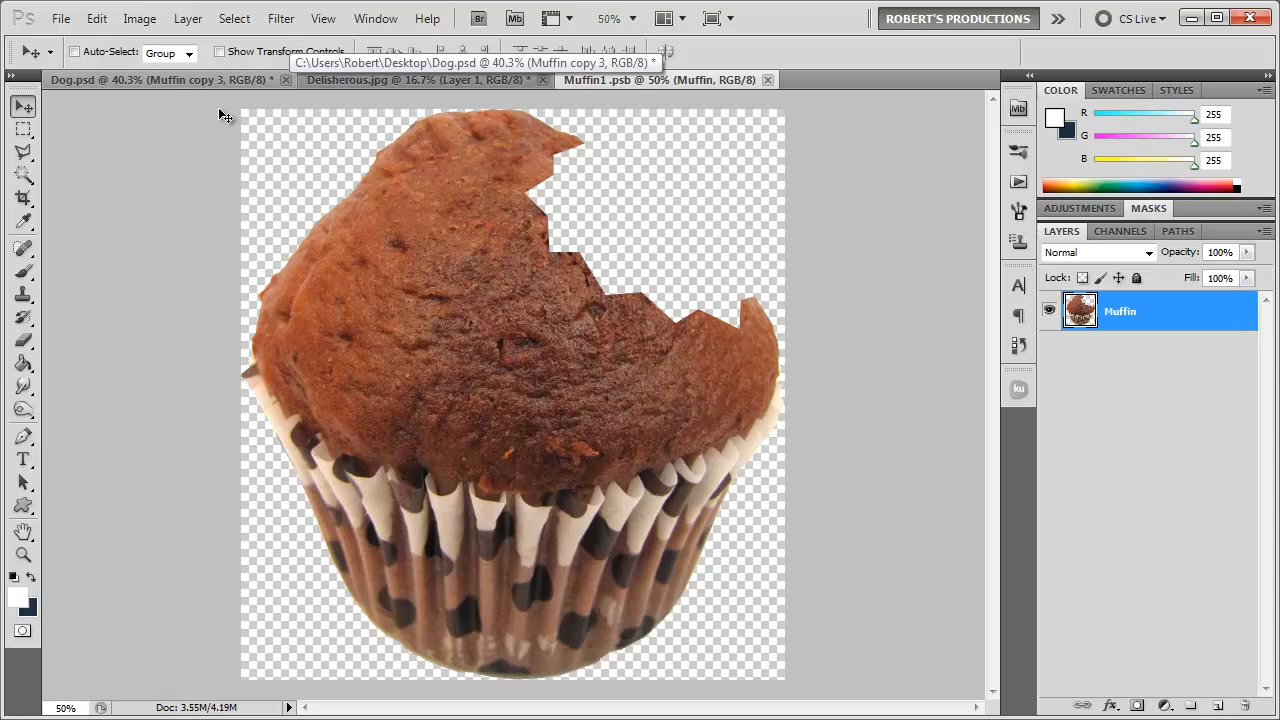 Ps File Edit Image Layer Select Filter View Window Help Br Mb 50% ROBERT'S PRODUCTIONS CS Live
Auto-Select: Group Show Transform Controls
C:\Users\Robert\Desktop\Dog.psd @ 40.3% (Muffin copy 3, RGB/8) *
Dog.psd @ 40.3% (Muffin copy 3, RGB/8) * Delisherous.jpg @ 16.7% (Layer 1, RGB/8) * Muffin1 .psb @ 50% (Muffin, RGB/8)
COLOR SWATCHES STYLES
Mb
R 255
G 255
B 255
ADJUSTMENTS MASKS
LAYERS CHANNELS PATHS
Normal Opacity: 100%
Lock: Fill: 100%
Muffin
ku
50% Doc: 3.55M/4.19M